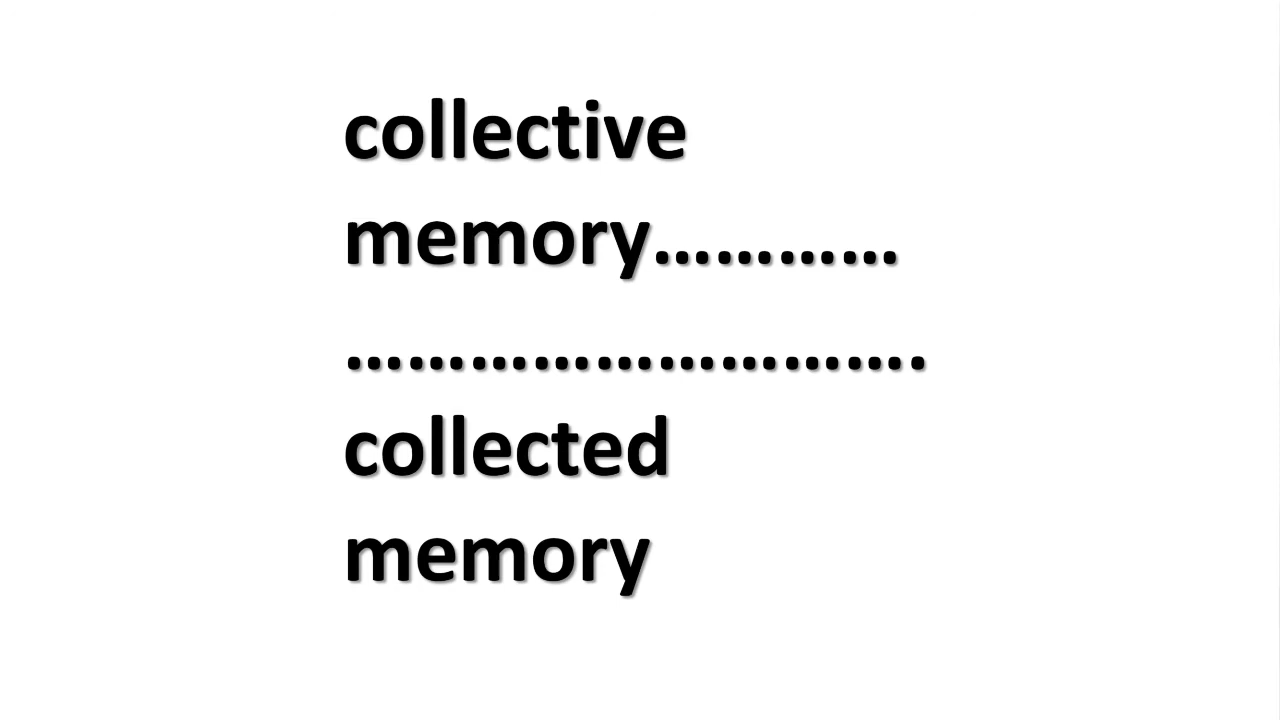 collective
memory…………
………………………….
collected
memory